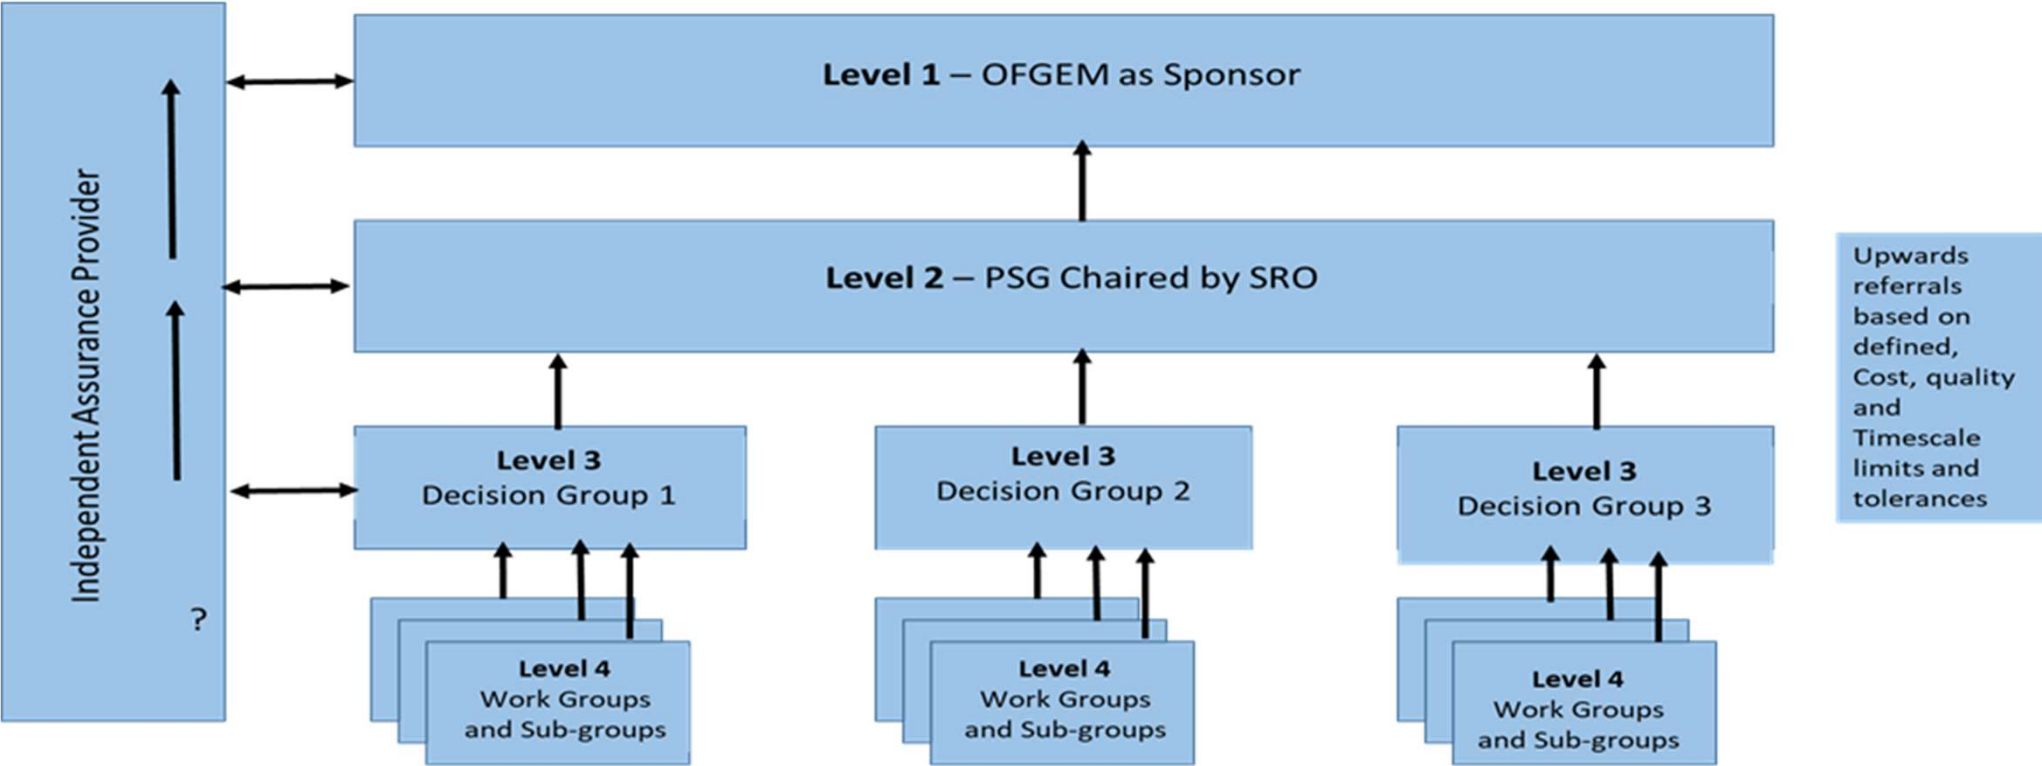 Independent Assurance Provider
?
Level 1 – OFGEM as Sponsor
Level 2 – PSG Chaired by SRO
Level 3
Decision Group 1
Level 3
Decision Group 2
Level 3
Decision Group 3
Level 4
Work Groups
and Sub-groups
Level 4
Work Groups
and Sub-groups
Level 4
Work Groups
and Sub-groups
Upwards
referrals
based on
defined,
Cost, quality
and
Timescale
limits and
tolerances